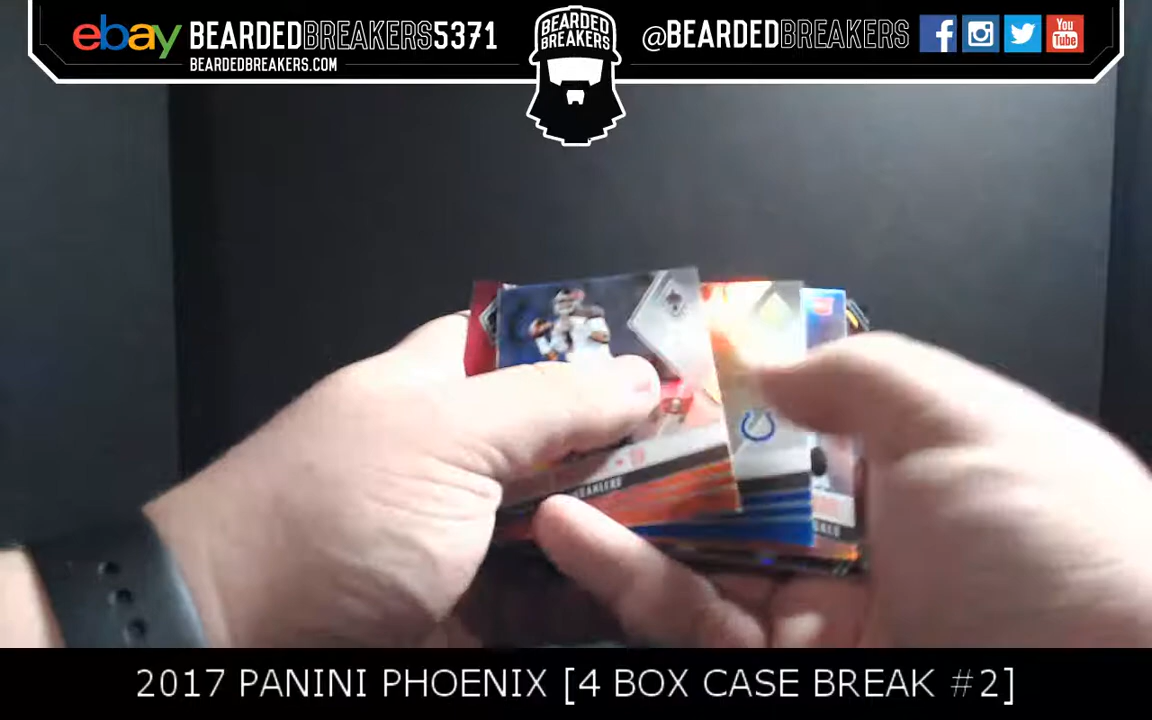 ebay BEARDEDBREAKERS5371
BEARDEDBREAKERS.COM
BEARDED
BREAKERS
@BEARDEDBREAKERS
You
Tube
2017 PANINI PHOENIX [4 BOX CASE BREAK #2]